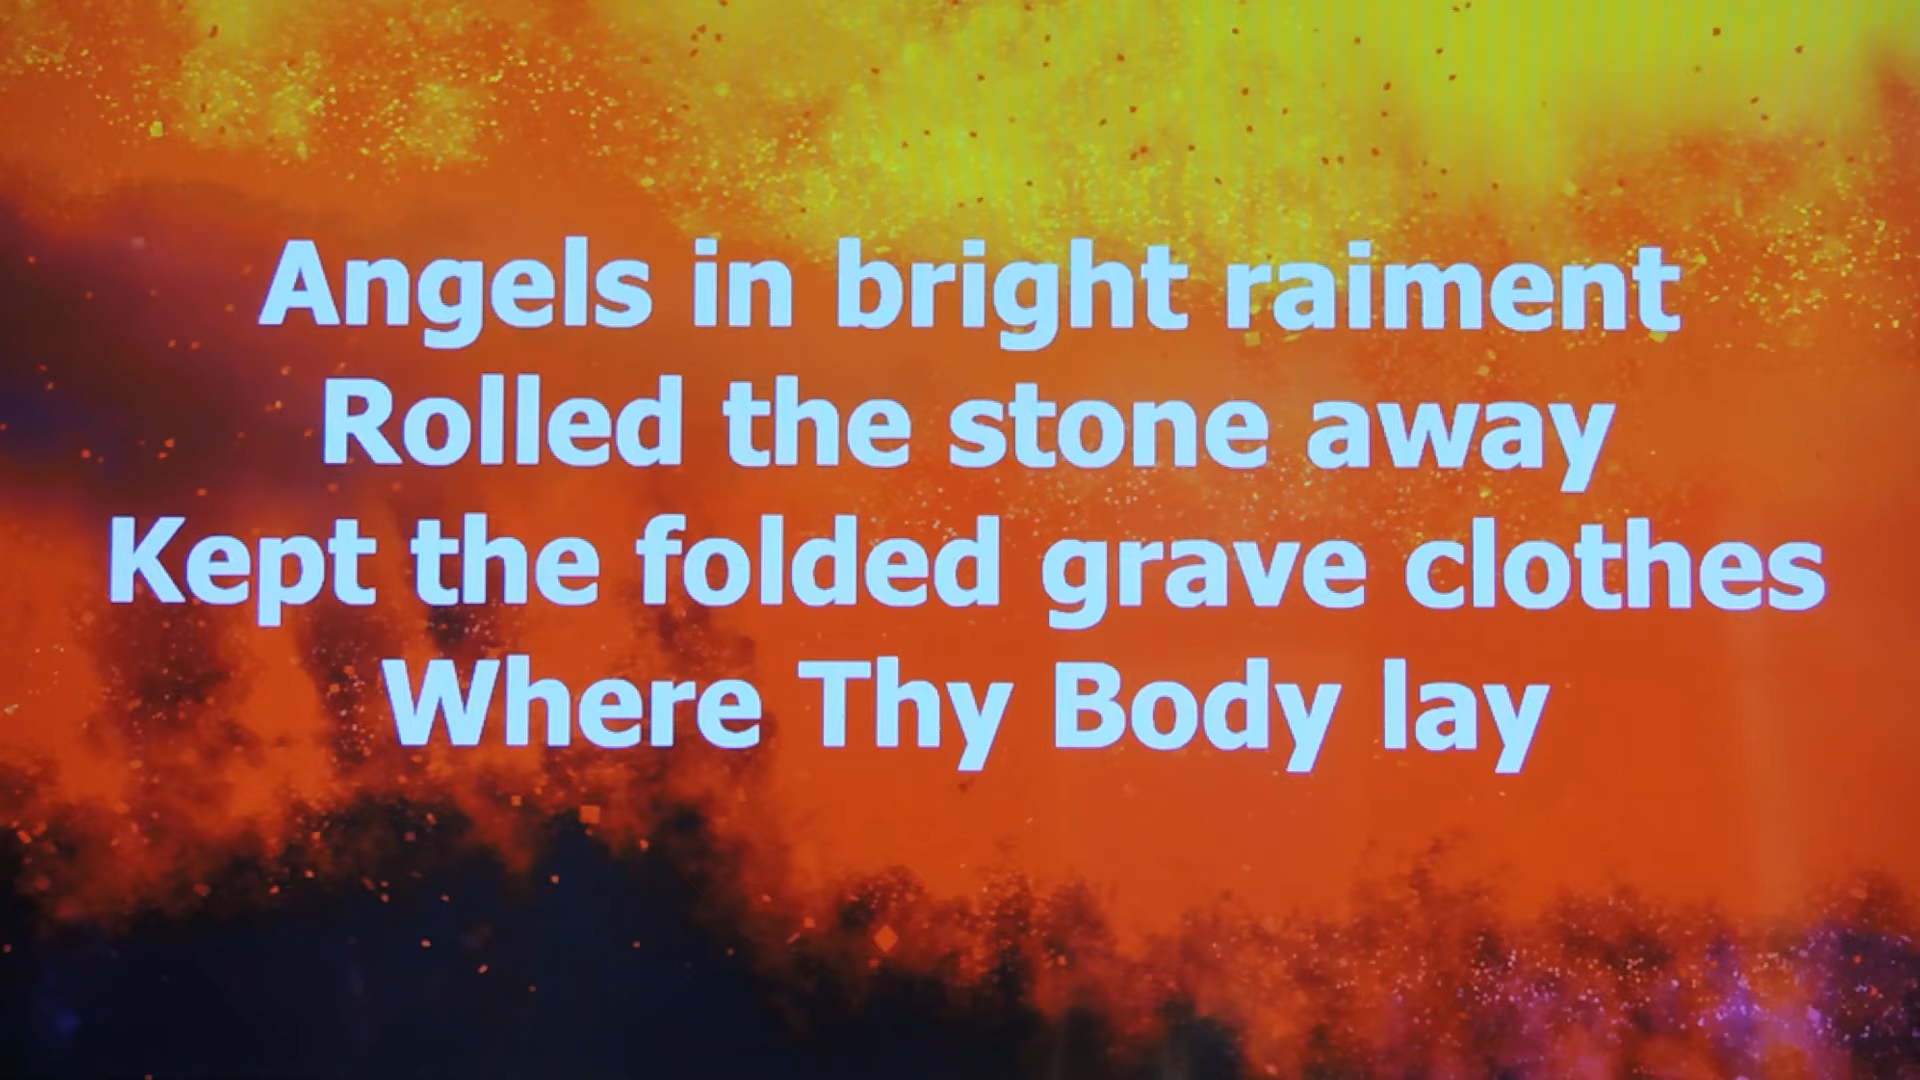 Angels in bright raiment
Rolled the stone away
Kept the folded grave clothes
Where Thy Body lay